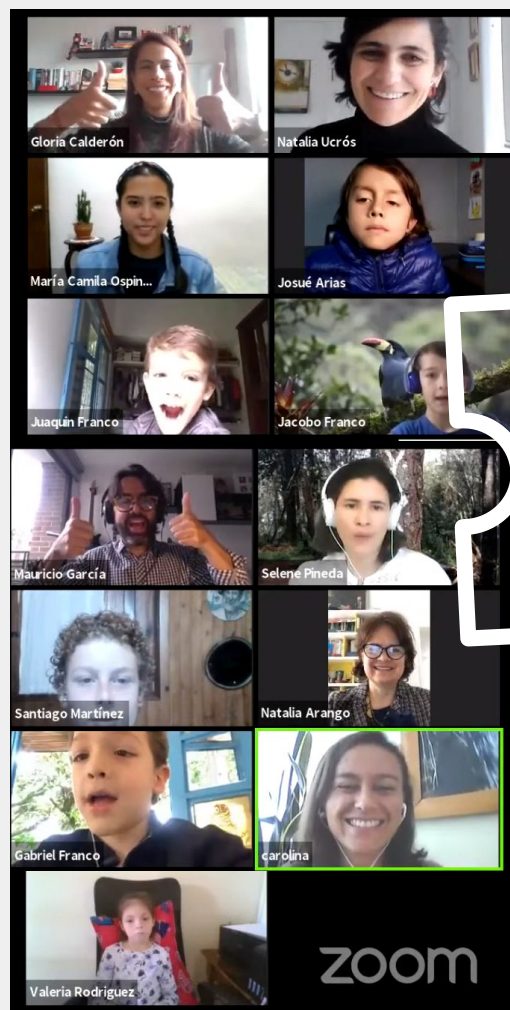 Gloria Calderón
Natalia Ucrós
María Camila Ospin...
Josué Arias
Juaquin Franco
Jacobo Franco
Mauricio García
Selene Pineda
Santiago Martínez
Natalia Arango
Gabriel Franco
carolina
Valeria Rodriguez
zoom